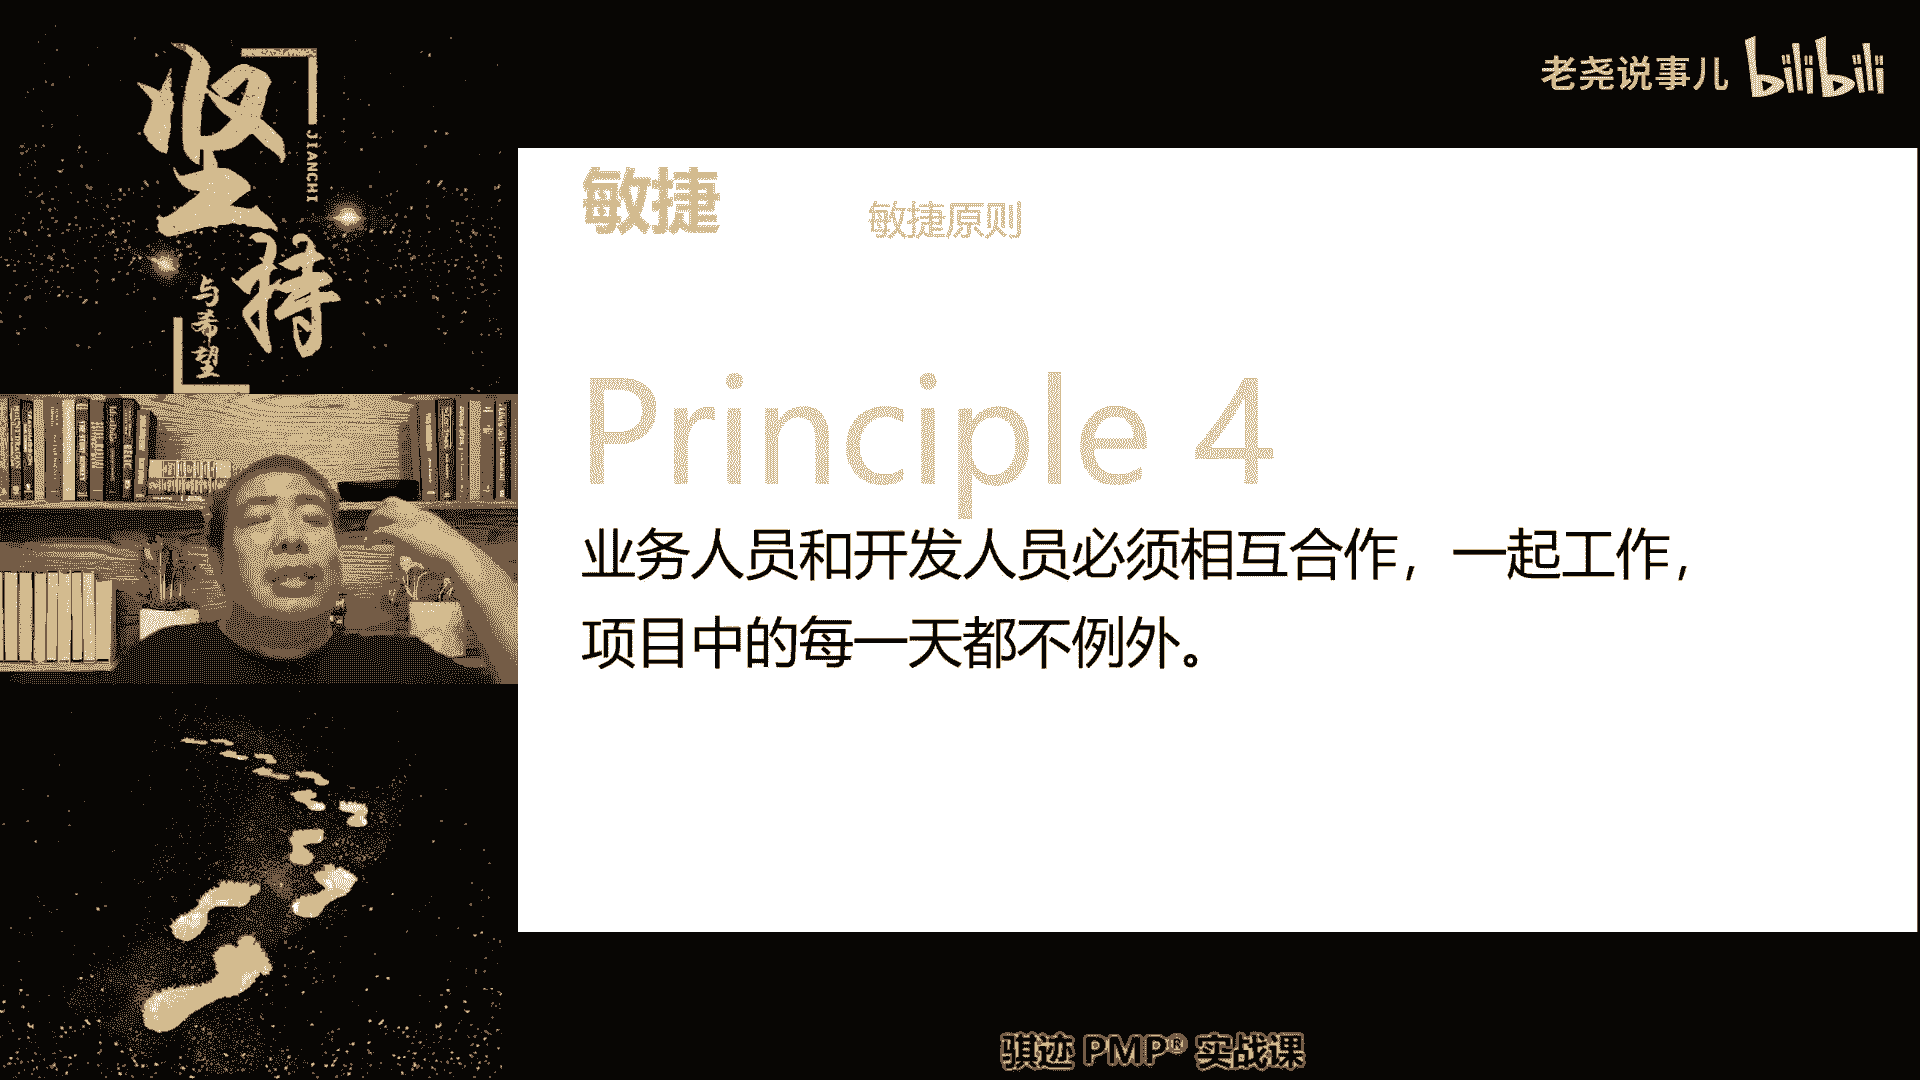 坚持
JIANCHI
与希望
老尧说事儿 bilibili
敏捷 敏捷原则
Principle 4
业务人员和开发人员必须相互合作，一起工作，
项目中的每一天都不例外。
骐迹 PMP® 实战课